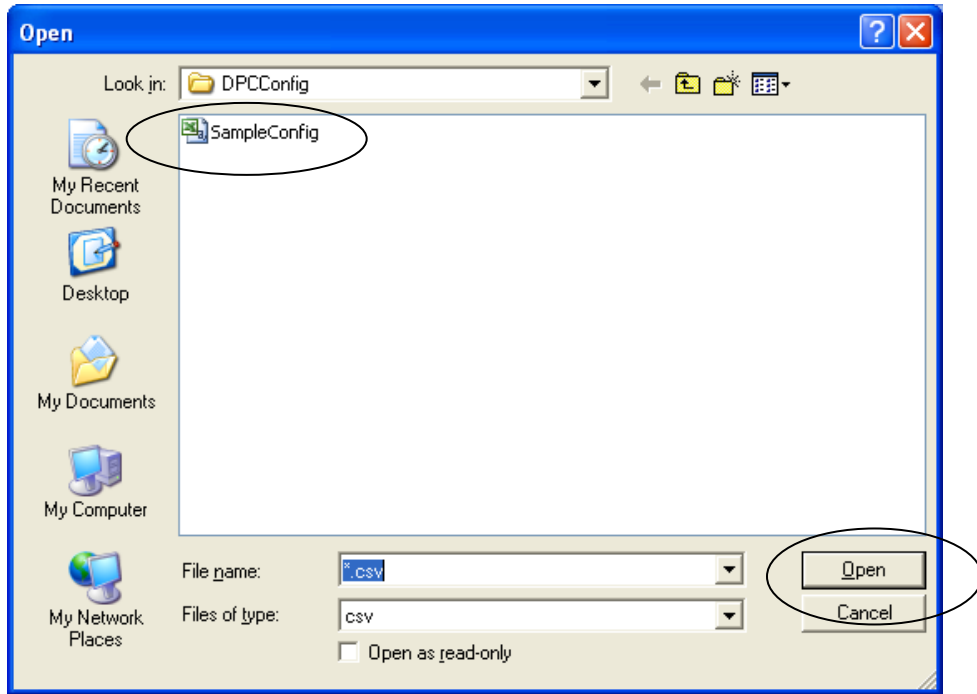 Open
Look in: DPCConfig
SampleConfig
My Recent
Documents
Desktop
My Documents
My Computer
My Network
Places
File name: *.csv
Open
Files of type: csv
Cancel
Open as read-only